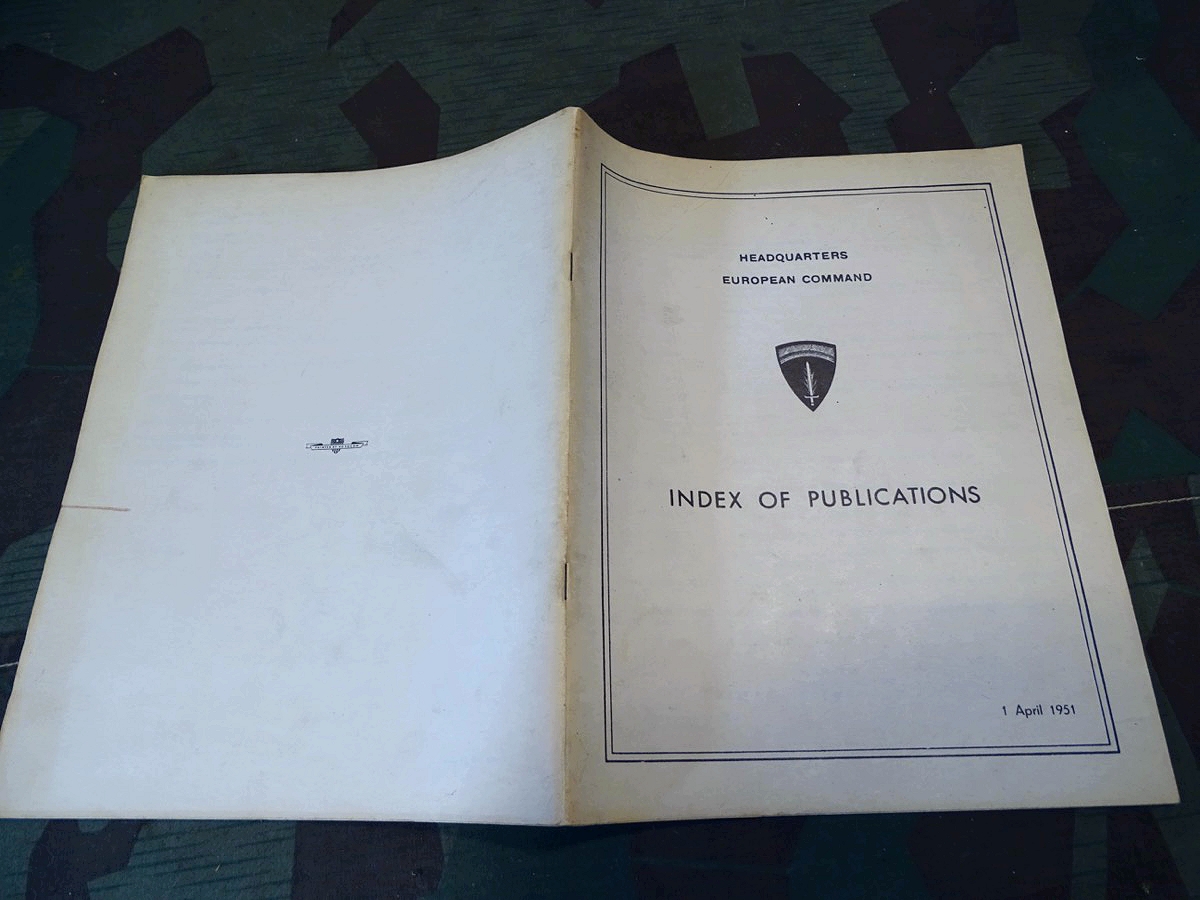 HEADQUARTERS
EUROPEAN COMMAND
INDEX OF PUBLICATIONS
1 April 1951